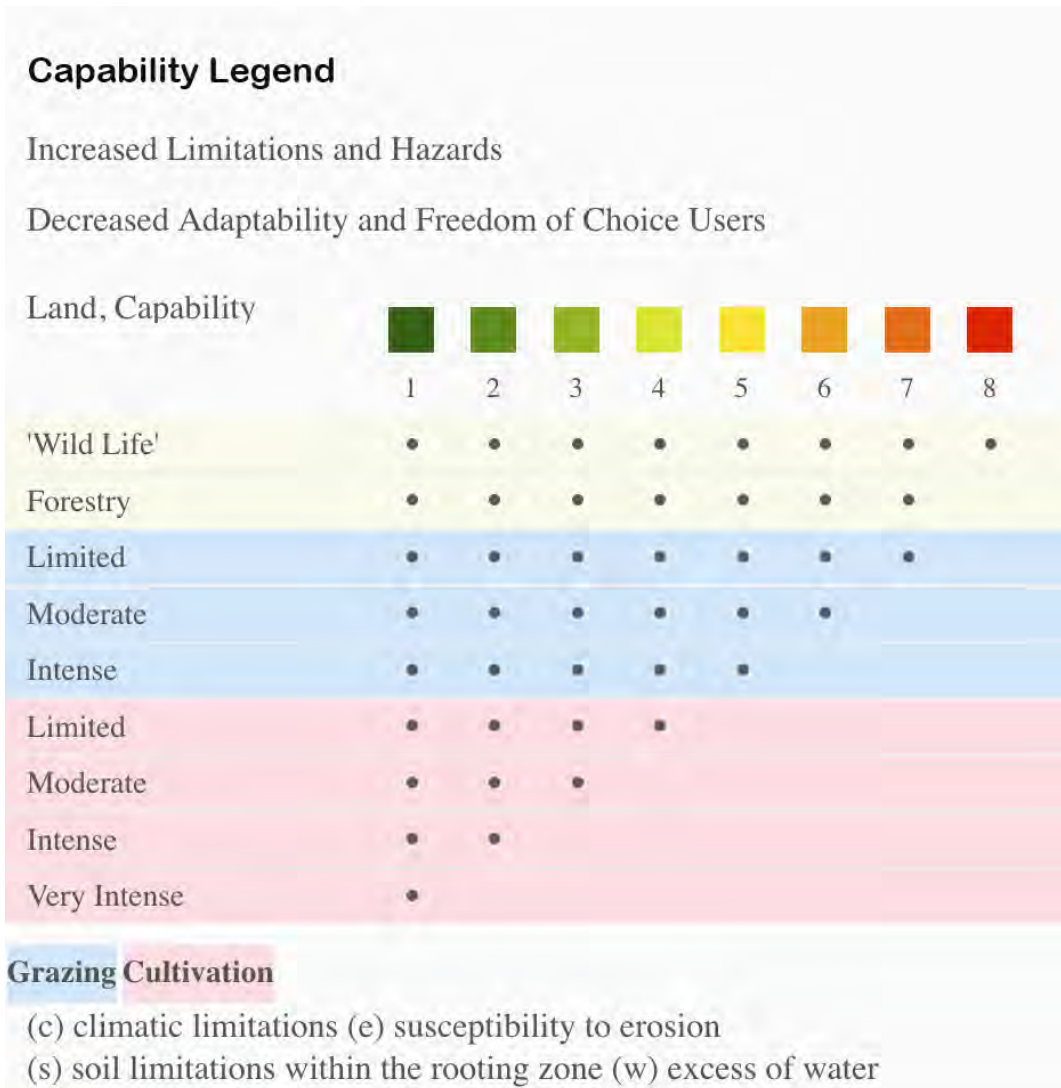 Capability Legend
Increased Limitations and Hazards
Decreased Adaptability and Freedom of Choice Users
Land, Capability
1 2 3 4 5 6 7 8
'Wild Life'
Forestry
Limited
Moderate
Intense
Limited
Moderate
Intense
Very Intense
Grazing Cultivation
(c) climatic limitations (e) susceptibility to erosion
(s) soil limitations within the rooting zone (w) excess of water